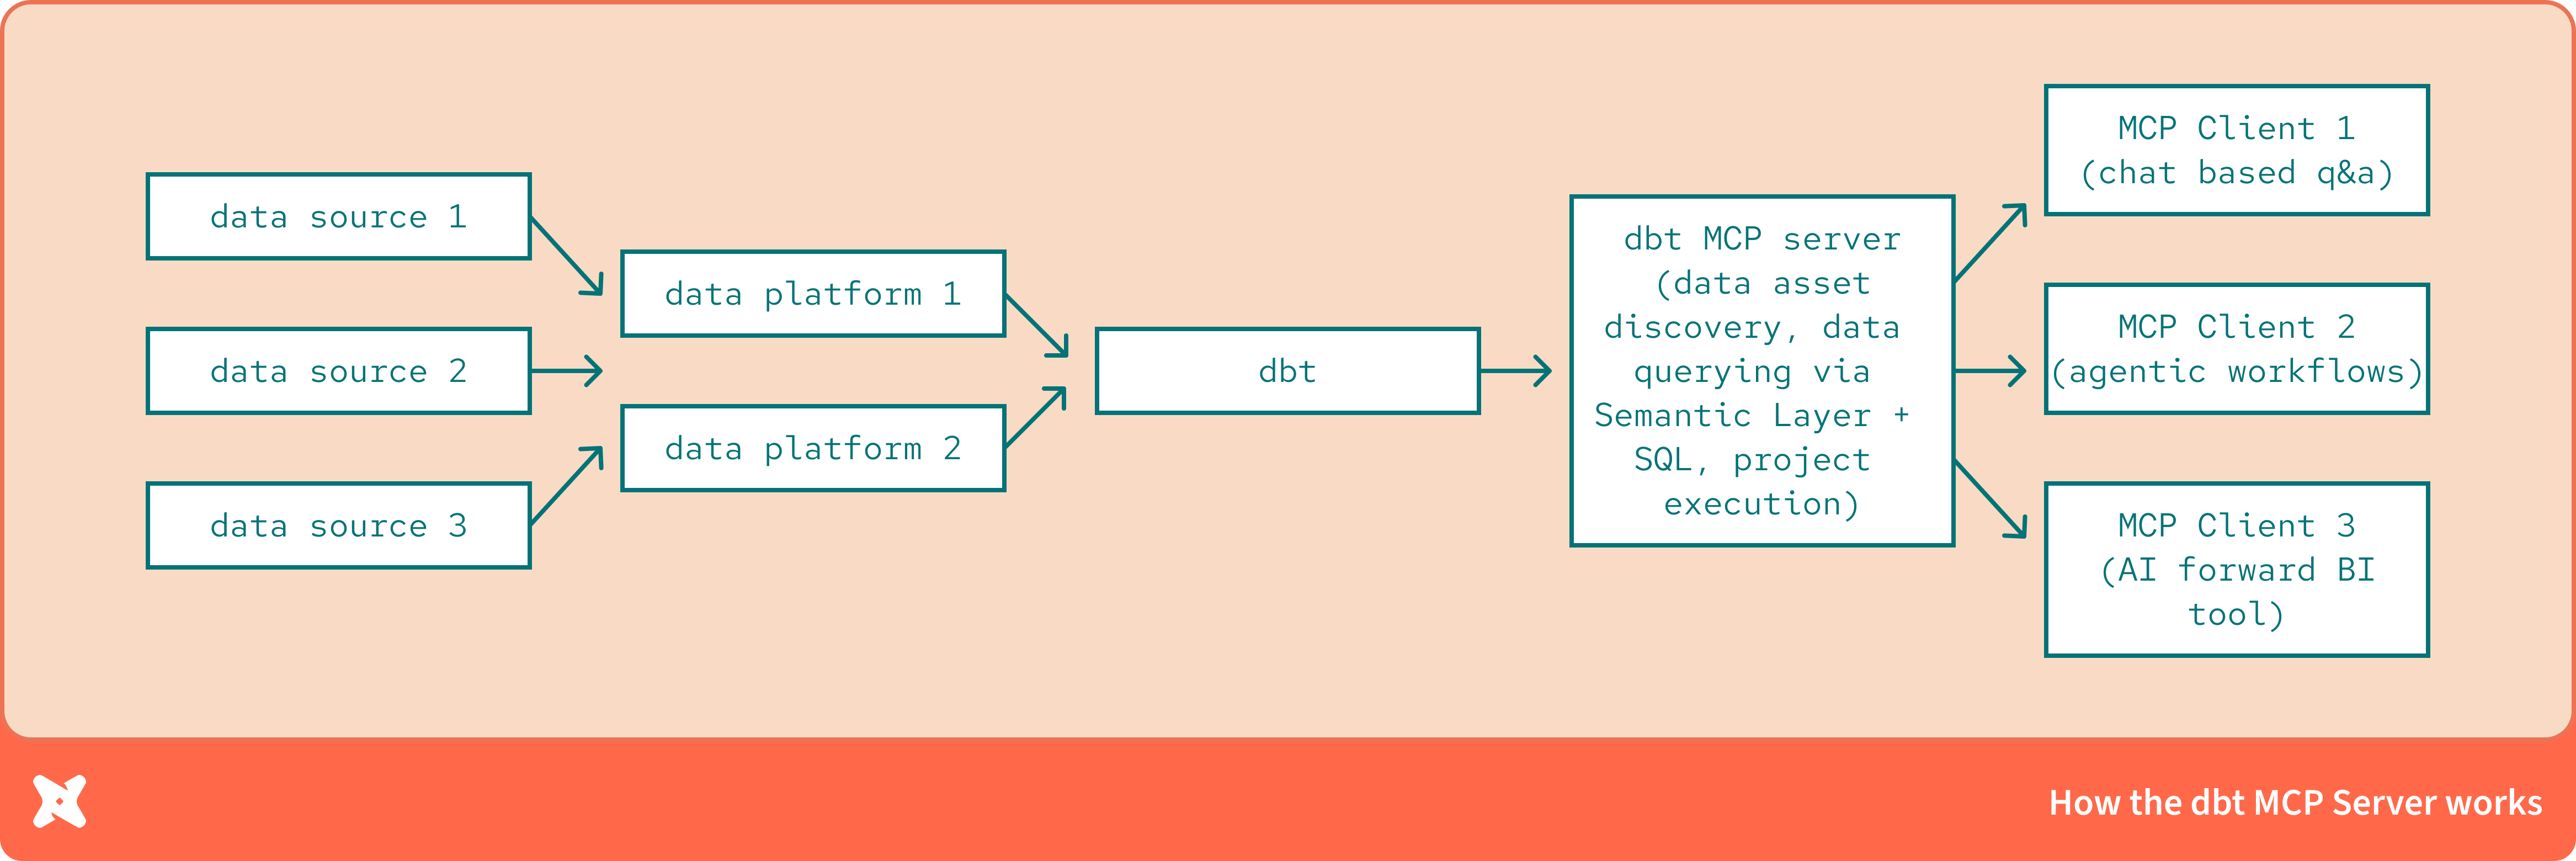 data source 1
data source 2
data source 3
data platform 1
data platform 2
dbt
dbt MCP server
(data asset
discovery, data
querying via
Semantic Layer +
SQL, project
execution)
MCP Client 1
(chat based q&a)
MCP Client 2
(agentic workflows)
MCP Client 3
(AI forward BI
tool)
How the dbt MCP Server works